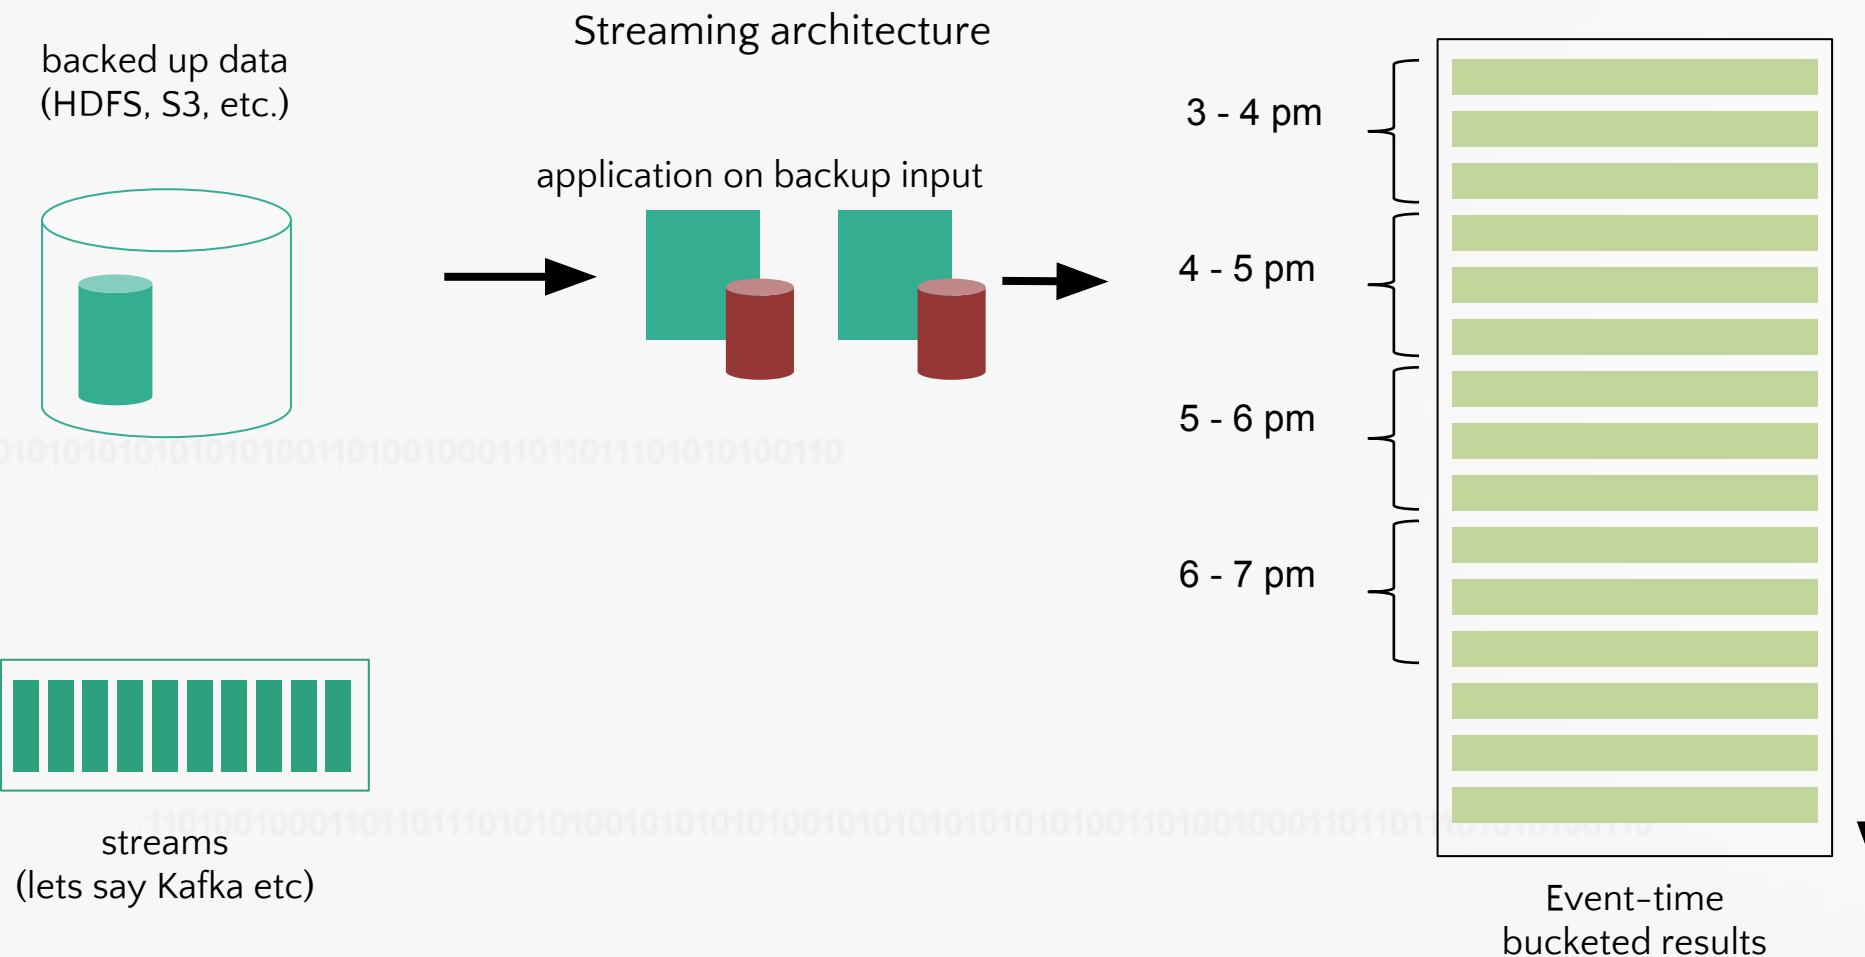 Streaming architecture
backed up data
(HDFS, S3, etc.)
application on backup input
3 - 4 pm
4 - 5 pm
5 - 6 pm
6 - 7 pm
streams
(lets say Kafka etc)
Event-time
bucketed results